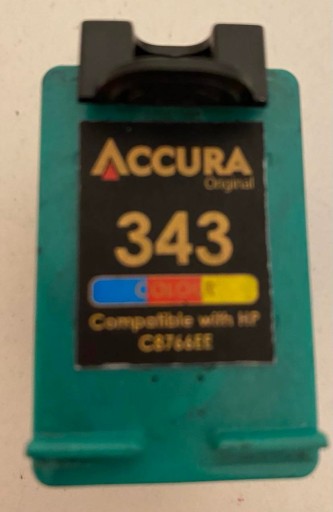 ACCURA
Original
343
COLOR
Compatible with HP
C8766EE